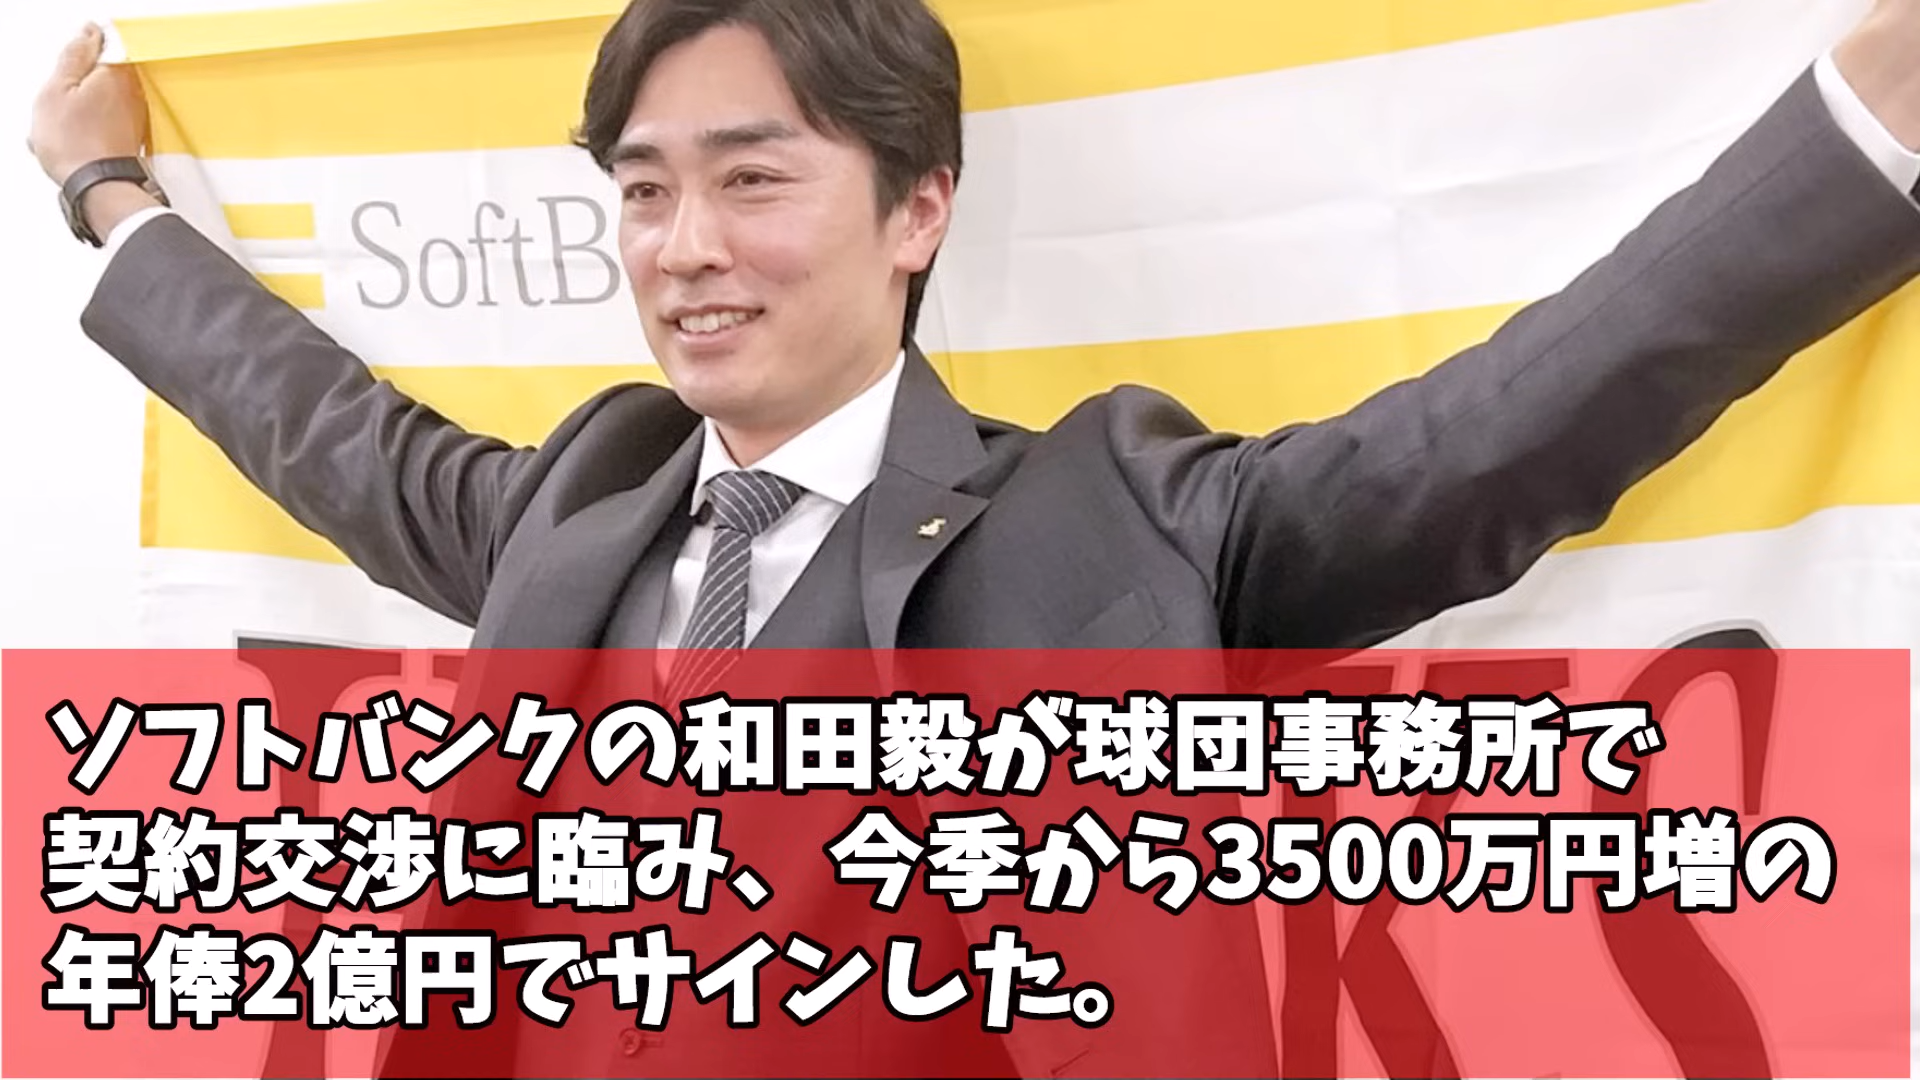 SoftB
ソフトバンクの和田毅が球団事務所で
契約交渉に臨み、今季から3500万円増の
年俸2億円でサインした。
KS